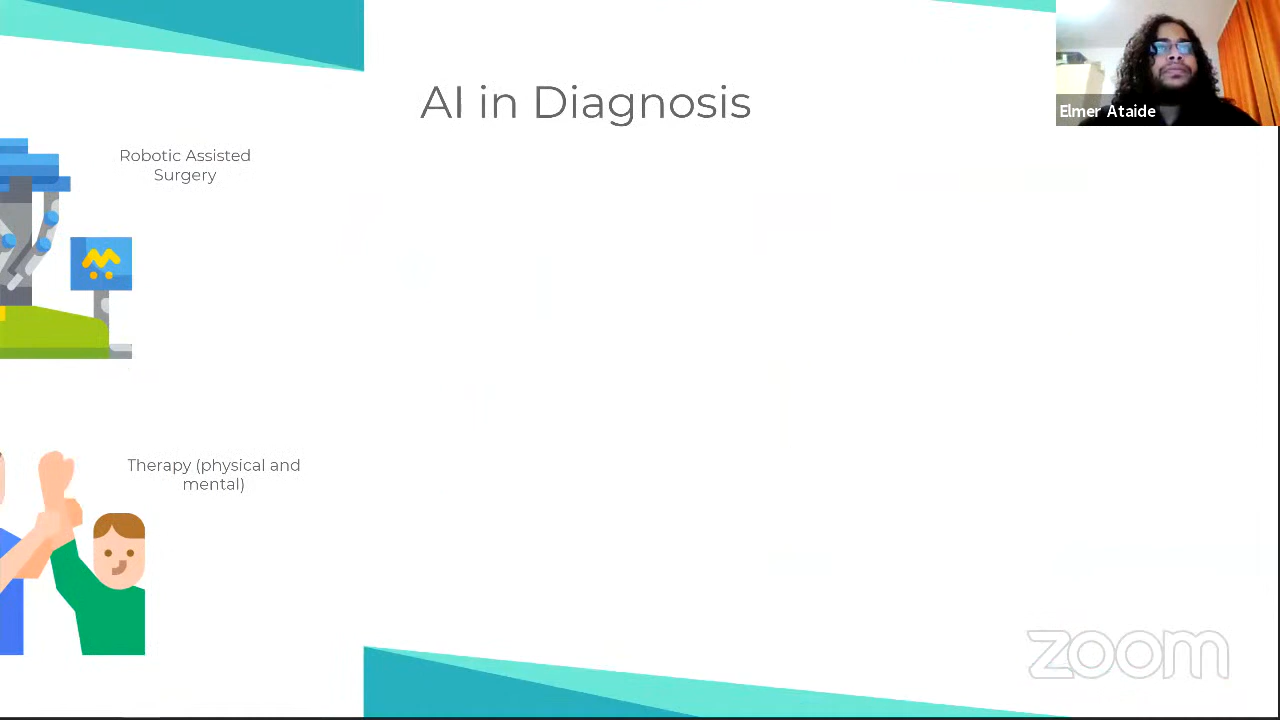 AI in Diagnosis
Elmer Ataide
Robotic Assisted
Surgery
Therapy (physical and
mental)
zoom